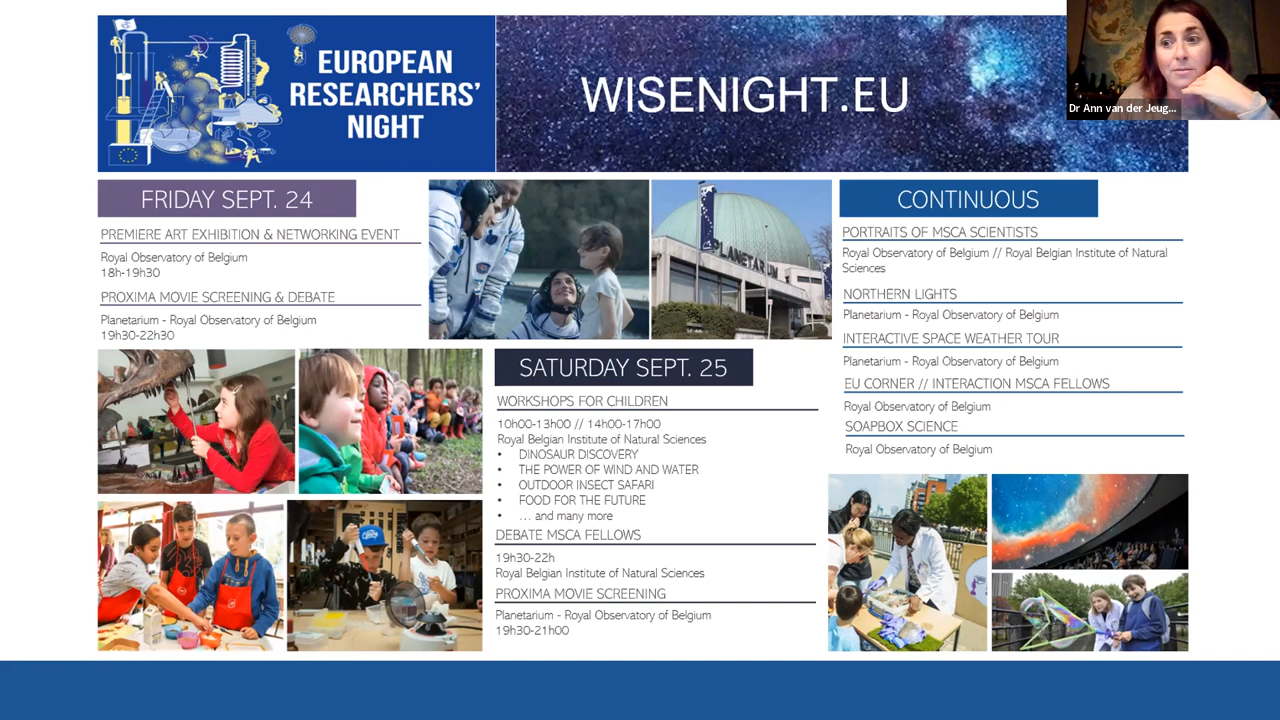 EUROPEAN
RESEARCHERS'
NIGHT
WISENIGHT.EU
Dr Ann van der Jeug...
FRIDAY SEPT. 24
PREMIERE ART EXHIBITION & NETWORKING EVENT
Royal Observatory of Belgium
18h-19h30
PROXIMA MOVIE SCREENING & DEBATE
Planetarium - Royal Observatory of Belgium
19h30-22h30
PLANETARIUM
SATURDAY SEPT. 25
WORKSHOPS FOR CHILDREN
10h00-13h00 // 14h00-17h00
Royal Belgian Institute of Natural Sciences
• DINOSAUR DISCOVERY
• THE POWER OF WIND AND WATER
• OUTDOOR INSECT SAFARI
• FOOD FOR THE FUTURE
• … and many more
DEBATE MSCA FELLOWS
19h30-22h
Royal Belgian Institute of Natural Sciences
PROXIMA MOVIE SCREENING
Planetarium - Royal Observatory of Belgium
19h30-21h00
CONTINUOUS
PORTRAITS OF MSCA SCIENTISTS
Royal Observatory of Belgium // Royal Belgian Institute of Natural
Sciences
NORTHERN LIGHTS
Planetarium - Royal Observatory of Belgium
INTERACTIVE SPACE WEATHER TOUR
Planetarium - Royal Observatory of Belgium
EU CORNER // INTERACTION MSCA FELLOWS
Royal Observatory of Belgium
SOAPBOX SCIENCE
Royal Observatory of Belgium